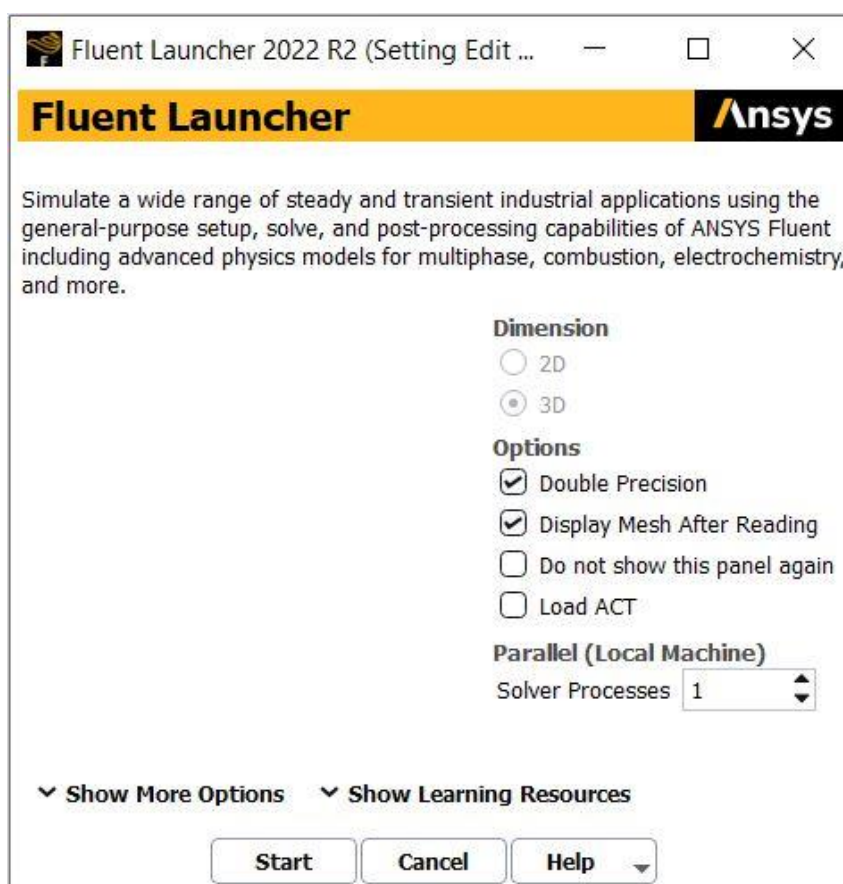 Fluent Launcher 2022 R2 (Setting Edit ...
Fluent Launcher
Ansys
Simulate a wide range of steady and transient industrial applications using the
general-purpose setup, solve, and post-processing capabilities of ANSYS Fluent
including advanced physics models for multiphase, combustion, electrochemistry,
and more.
Dimension
2D
3D
Options
Double Precision
Display Mesh After Reading
Do not show this panel again
Load ACT
Parallel (Local Machine)
Solver Processes 1
Show More Options Show Learning Resources
Start Cancel Help